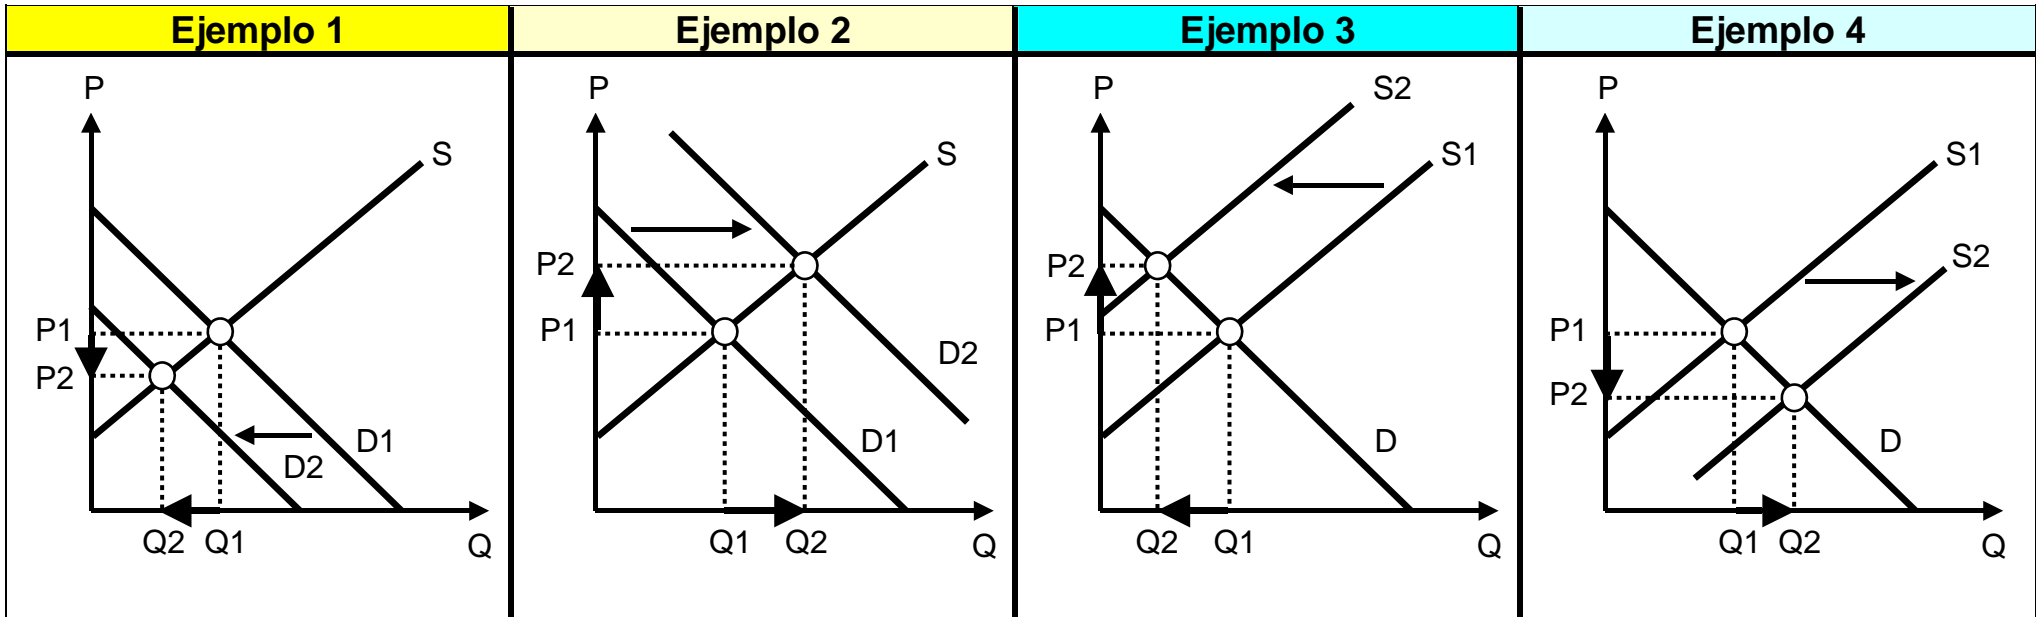 Ejemplo 1
Ejemplo 2
Ejemplo 3
Ejemplo 4
P
S
P1
P2
D1
D2
Q2 Q1
Q
P
S
P2
P1
D2
D1
Q1 Q2
Q
P
S2
S1
P2
P1
D
Q2 Q1
Q
P
S1
S2
P1
P2
D
Q1 Q2
Q